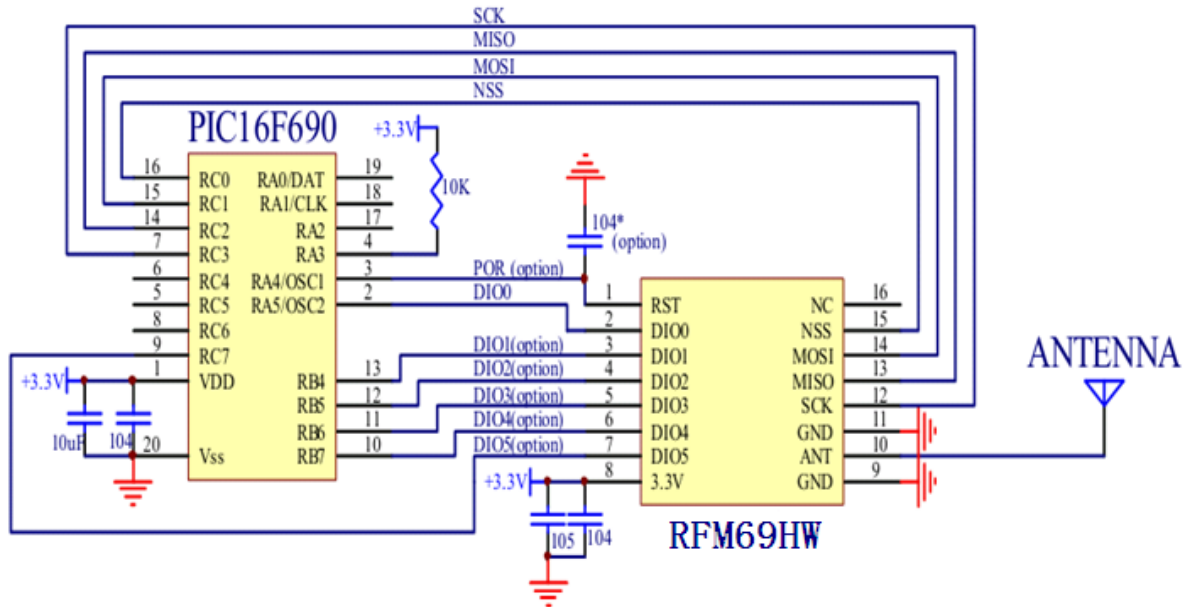 SCK
MISO
MOSI
NSS
PIC16F690
+3.3V
10K
16 RC0 RA0/DAT 19
15 RC1 RA1/CLK 18
14 RC2 RA2 17
7 RC3 RA3 4
6 RC4 RA4/OSC1 3
5 RC5 RA5/OSC2 2
8 RC6
9 RC7
1 VDD RB4 13
RB5 12
RB6 11
20 Vss RB7 10
+3.3V
10uF
104
104*
(option)
POR (option)
DIO0
DIO1(option)
DIO2(option)
DIO3(option)
DIO4(option)
DIO5(option)
+3.3V
105
104
1 RST NC 16
2 DIO0 NSS 15
3 DIO1 MOSI 14
4 DIO2 MISO 13
5 DIO3 SCK 12
6 DIO4 GND 11
7 DIO5 ANT 10
8 3.3V GND 9
RFM69HW
ANTENNA